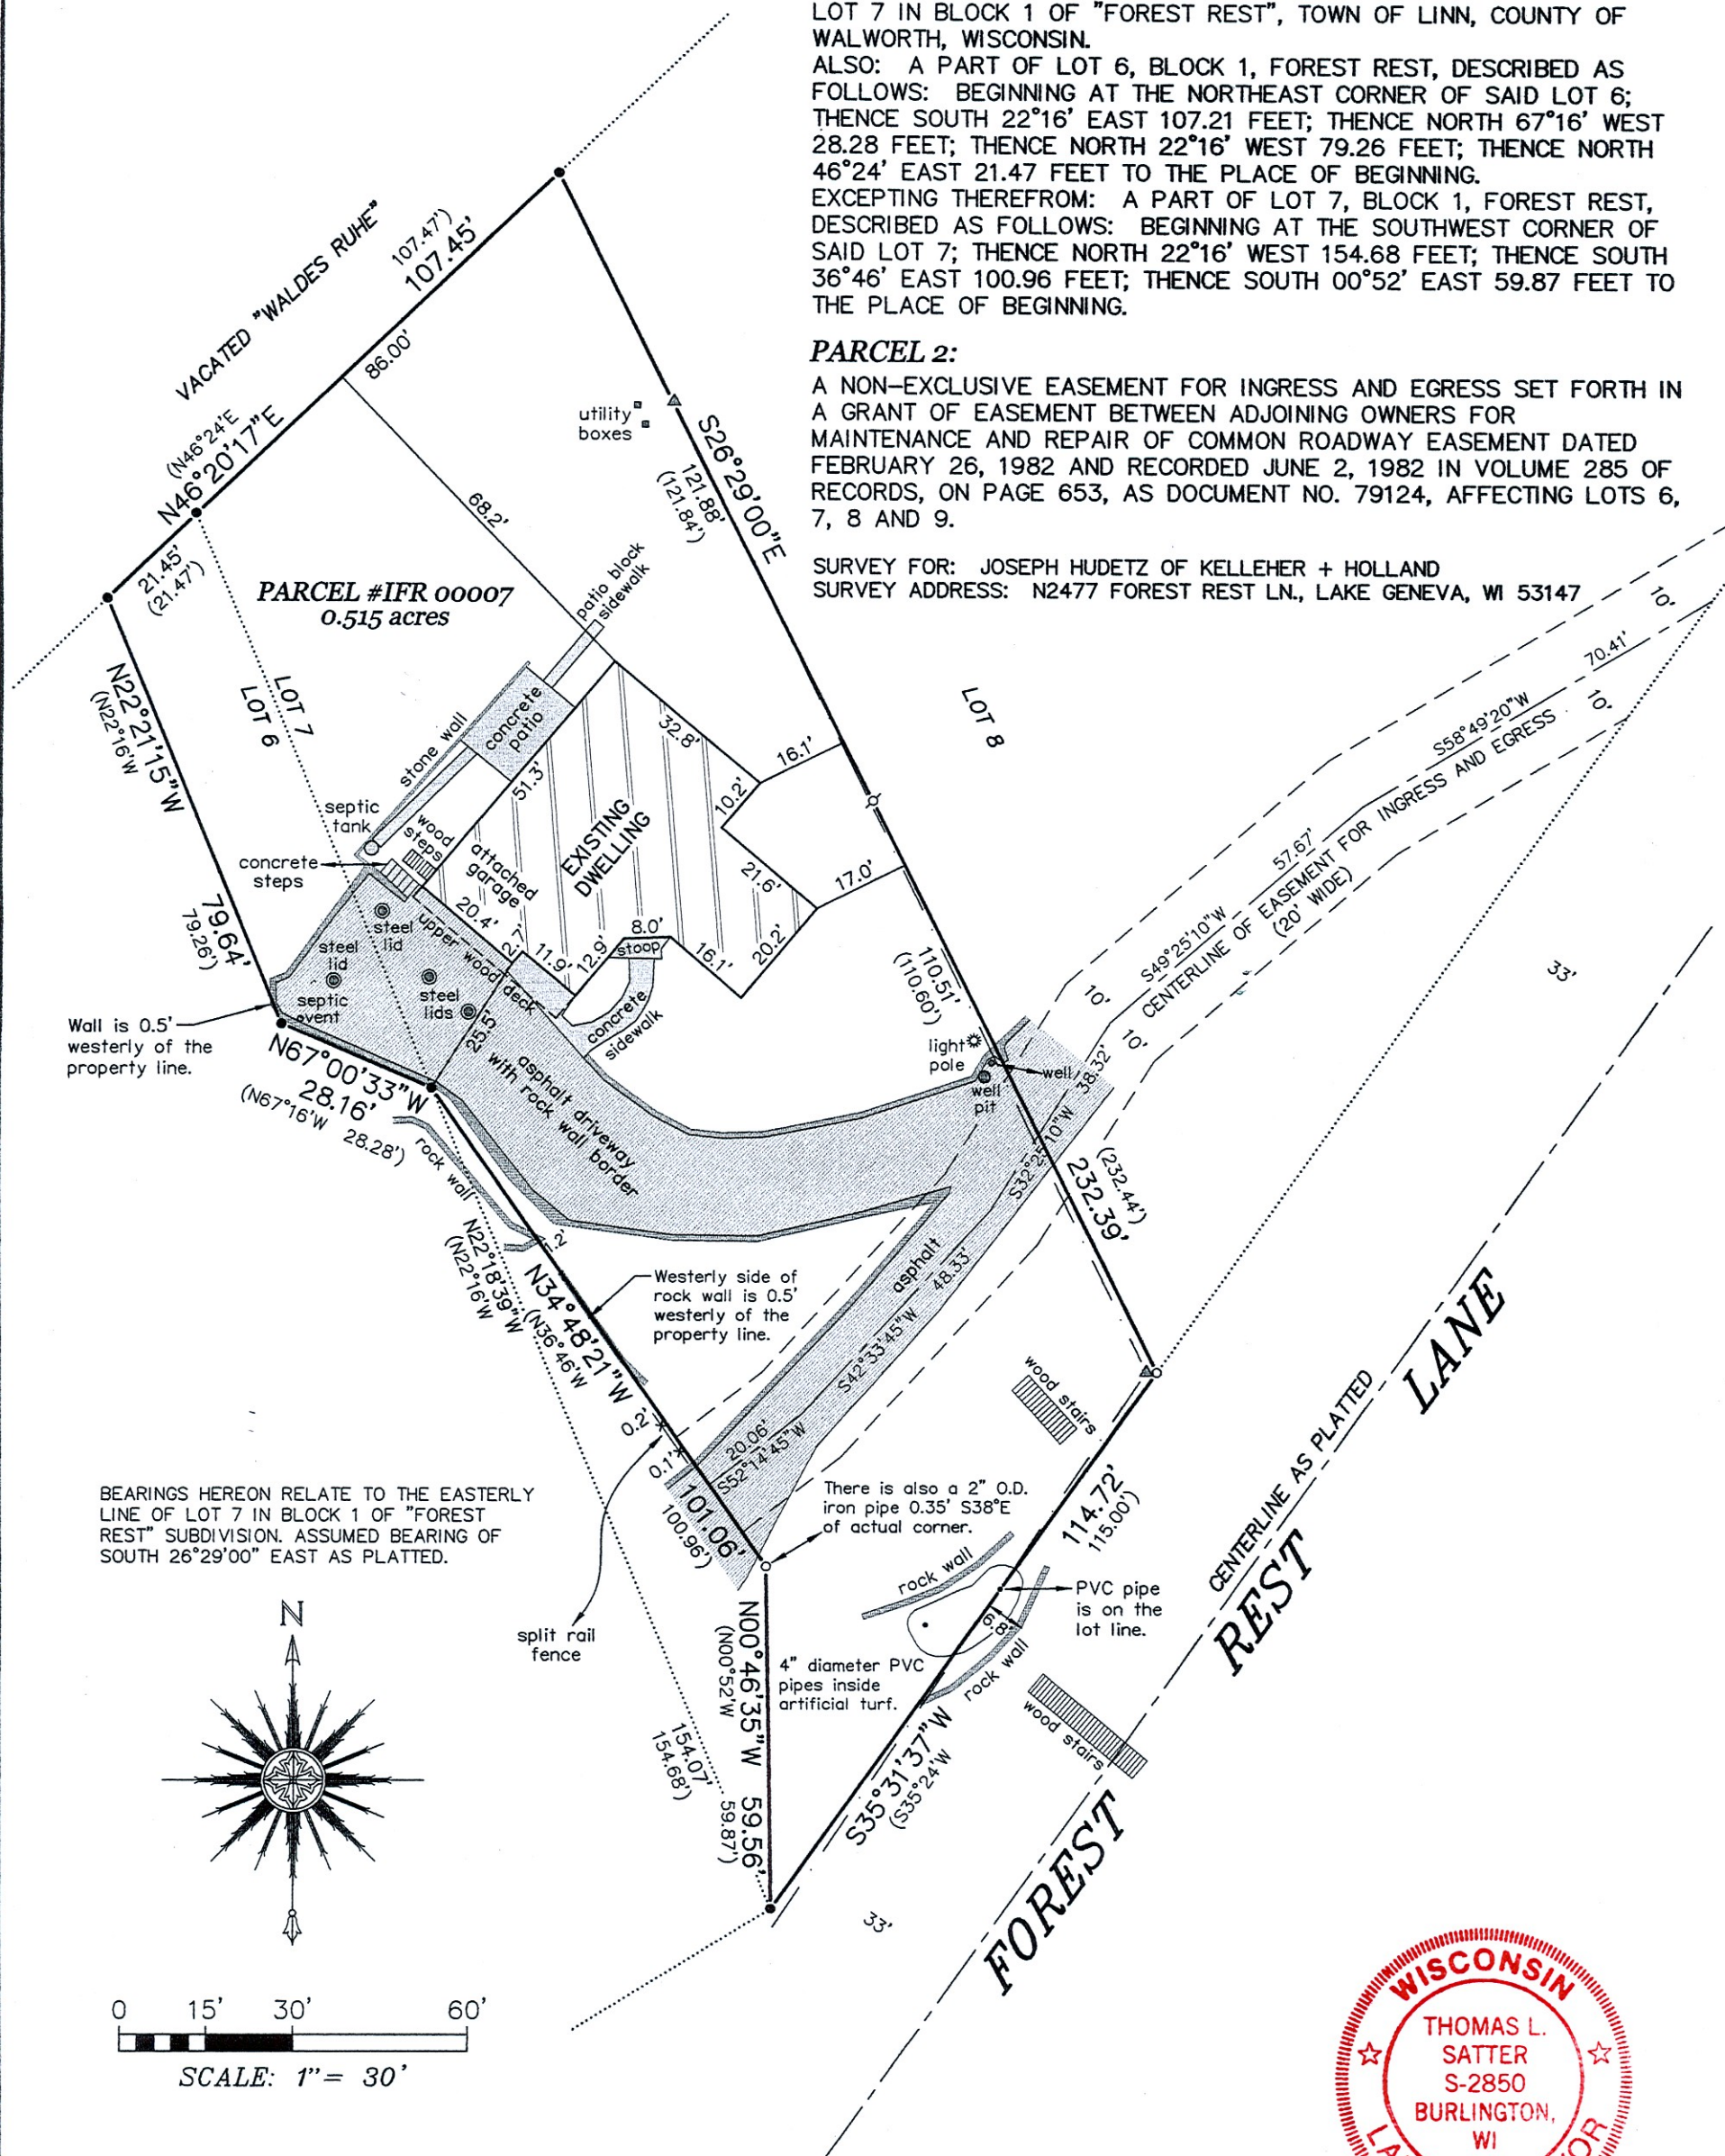 LOT 7 IN BLOCK 1 OF "FOREST REST", TOWN OF LINN, COUNTY OF
WALWORTH, WISCONSIN.
ALSO: A PART OF LOT 6, BLOCK 1, FOREST REST, DESCRIBED AS
FOLLOWS: BEGINNING AT THE NORTHEAST CORNER OF SAID LOT 6;
THENCE SOUTH 22°16' EAST 107.21 FEET; THENCE NORTH 67°16' WEST
28.28 FEET; THENCE NORTH 22°16' WEST 79.26 FEET; THENCE NORTH
46°24' EAST 21.47 FEET TO THE PLACE OF BEGINNING.
EXCEPTING THEREFROM: A PART OF LOT 7, BLOCK 1, FOREST REST,
DESCRIBED AS FOLLOWS: BEGINNING AT THE SOUTHWEST CORNER OF
SAID LOT 7; THENCE NORTH 22°16' WEST 154.68 FEET; THENCE SOUTH
36°46' EAST 100.96 FEET; THENCE SOUTH 00°52' EAST 59.87 FEET TO
THE PLACE OF BEGINNING.
PARCEL 2:
A NON-EXCLUSIVE EASEMENT FOR INGRESS AND EGRESS SET FORTH IN
A GRANT OF EASEMENT BETWEEN ADJOINING OWNERS FOR
MAINTENANCE AND REPAIR OF COMMON ROADWAY EASEMENT DATED
FEBRUARY 26, 1982 AND RECORDED JUNE 2, 1982 IN VOLUME 285 OF
RECORDS, ON PAGE 653, AS DOCUMENT NO. 79124, AFFECTING LOTS 6,
7, 8 AND 9.
SURVEY FOR: JOSEPH HUDETZ OF KELLEHER + HOLLAND
SURVEY ADDRESS: N2477 FOREST REST LN., LAKE GENEVA, WI 53147
VACATED "WALDES RUHE"
107.47')
107.45'
86.00'
(N46°24'E
N46°20'17"E
21.45'
(21.47')
68.2'
utility
boxes
S26°29'00"E
121.88'
(121.84')
PARCEL #IFR 00007
0.515 acres
patio block
sidewalk
N22°21'15"W
(N22°16'W
79.64'
79.26')
LOT 7
LOT 6
LOT 8
stone wall
concrete
patio
32.8'
51.3'
16.1'
10.2'
septic
tank
wood
steps
concrete
steps
attached
garage
EXISTING
DWELLING
21.6'
17.0'
20.4'
2.7'
11.9'
12.9'
8.0'
stoop
16.1'
20.2'
upper wood deck
steel
lid
steel
lid
steel
lids
septic
vent
25.5'
concrete
sidewalk
asphalt driveway
with rock wall border
Wall is 0.5'
westerly of the
property line.
N67°00'33"W
28.16'
(N67°16'W 28.28')
rock wall
110.51'
(110.60')
light
pole
well
well
pit
10'
10'
70.41'
S58°49'20"W
57.67'
S49°25'10"W
CENTERLINE OF EASEMENT FOR INGRESS AND EGRESS
(20' WIDE)
10'
10'
33'
38.32'
S32°25'10"W
(232.44')
232.39'
1.2'
N22°18'39"W
(N22°16'W
N34°48'21"W
(N36°46'W
Westerly side of
rock wall is 0.5'
westerly of the
property line.
asphalt
48.33'
S42°33'45"W
20.06'
S52°14'45"W
0.2'
0.1'
101.06'
100.96')
wood stairs
There is also a 2" O.D.
iron pipe 0.35' S38°E
of actual corner.
114.72'
115.00')
CENTERLINE AS PLATTED
FOREST REST LANE
BEARINGS HEREON RELATE TO THE EASTERLY
LINE OF LOT 7 IN BLOCK 1 OF "FOREST
REST" SUBDIVISION. ASSUMED BEARING OF
SOUTH 26°29'00" EAST AS PLATTED.
N
split rail
fence
rock wall
PVC pipe
is on the
lot line.
6.8'
rock wall
4" diameter PVC
pipes inside
artificial turf.
N00°46'35"W
(N00°52'W
59.56'
59.87')
154.07'
154.68')
wood stairs
S35°31'37"W
(S35°24'W
33'
0 15' 30' 60'
SCALE: 1"= 30'
WISCONSIN
THOMAS L.
SATTER
S-2850
BURLINGTON,
WI